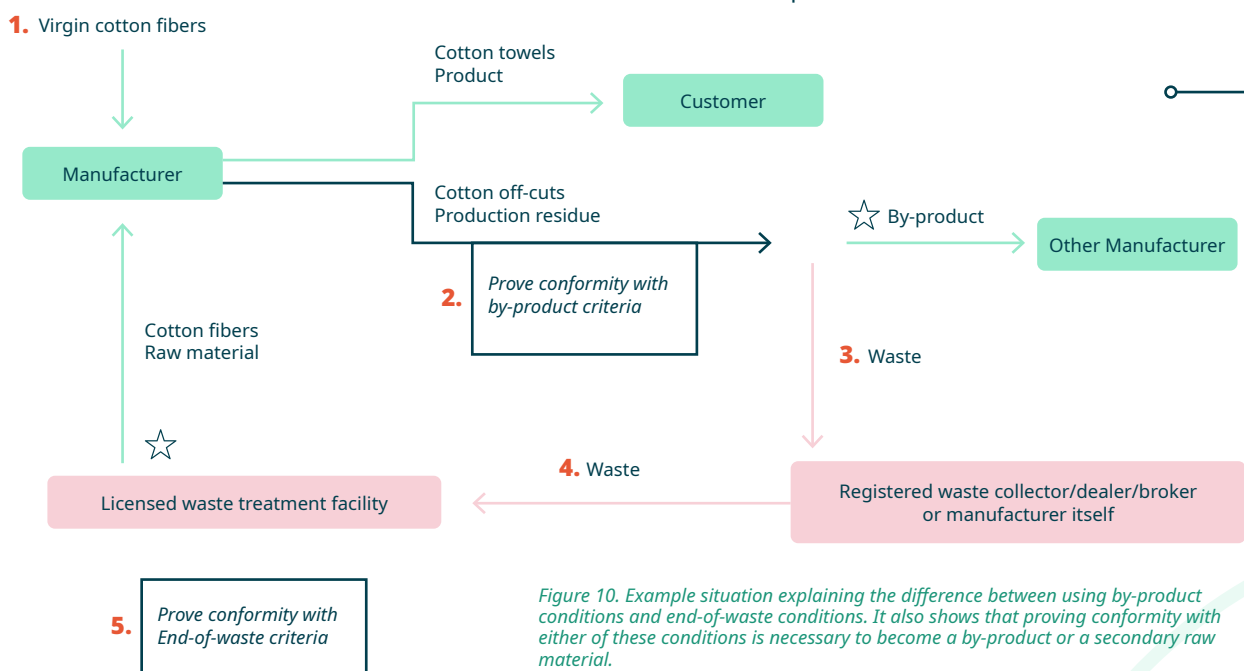 1. Virgin cotton fibers
Cotton towels
Product
Customer
Manufacturer
Cotton off-cuts
Production residue
By-product
Other Manufacturer
2. Prove conformity with
by-product criteria
Cotton fibers
Raw material
3. Waste
4. Waste
Licensed waste treatment facility
Registered waste collector/dealer/broker
or manufacturer itself
5. Prove conformity with
End-of-waste criteria
Figure 10. Example situation explaining the difference between using by-product
conditions and end-of-waste conditions. It also shows that proving conformity with
either of these conditions is necessary to become a by-product or a secondary raw
material.